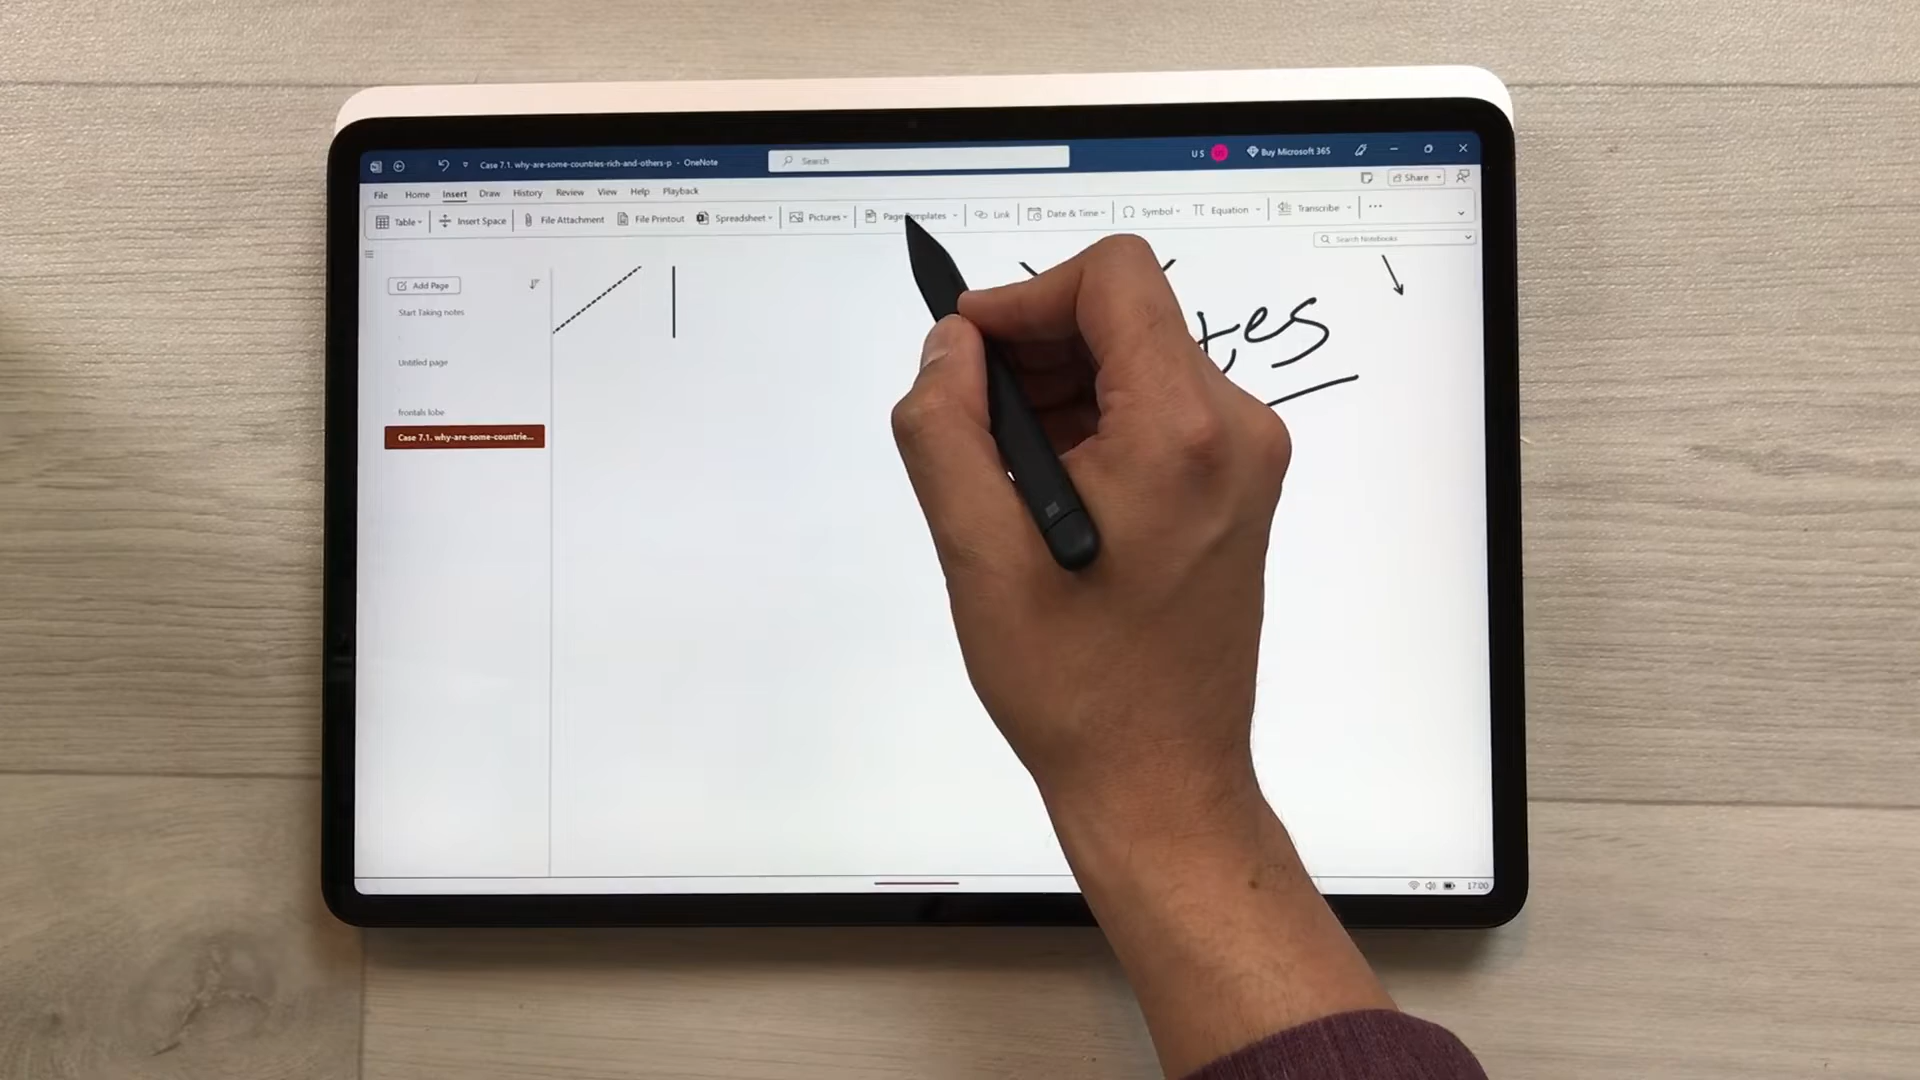 Case 7.1. why-are-some-countries-rich-and-others-p - OneNote
Search
U S
Buy Microsoft 365
File Home Insert Draw History Review View Help Playback
Share
Table Insert Space File Attachment File Printout Spreadsheet Pictures Page Templates Link Date & Time Symbol Equation Transcribe ...
Search Notebooks
Add Page
Start Taking notes
Untitled page
frontals lobe
Case 7.1. why-are-some-countrie...
tes
17:00